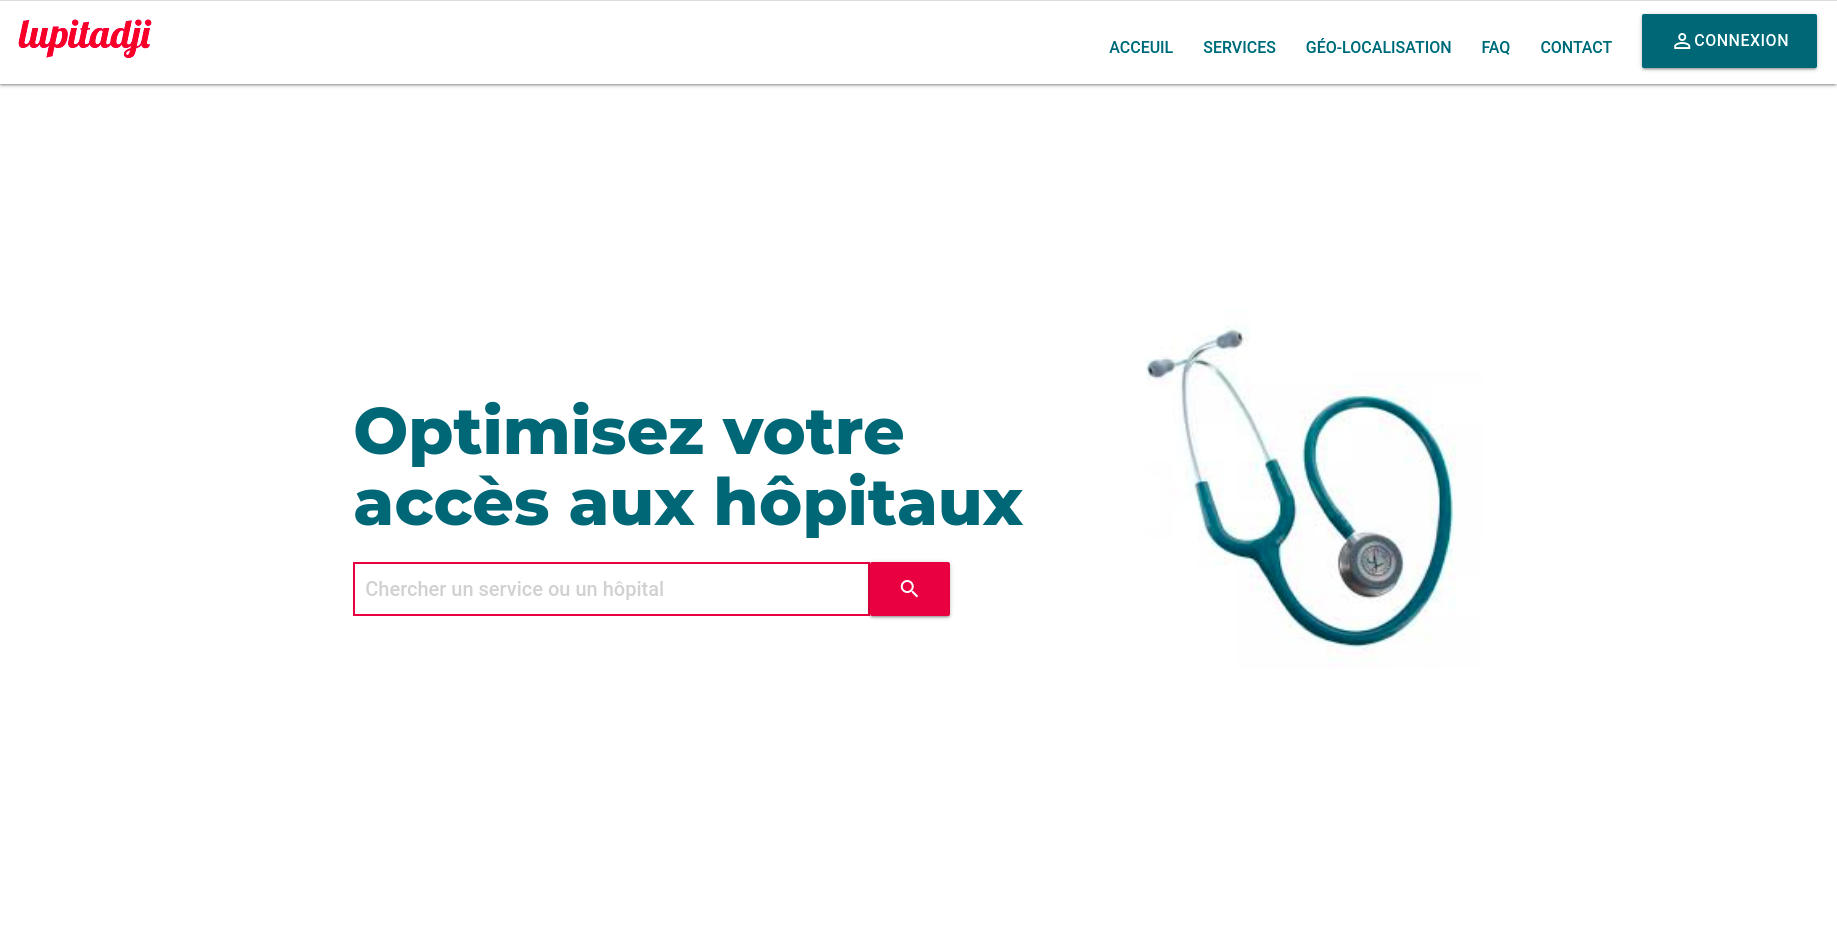 lupitadji
ACCEUIL SERVICES GÉO-LOCALISATION FAQ CONTACT CONNEXION
Optimisez votre
accès aux hôpitaux
Chercher un service ou un hôpital